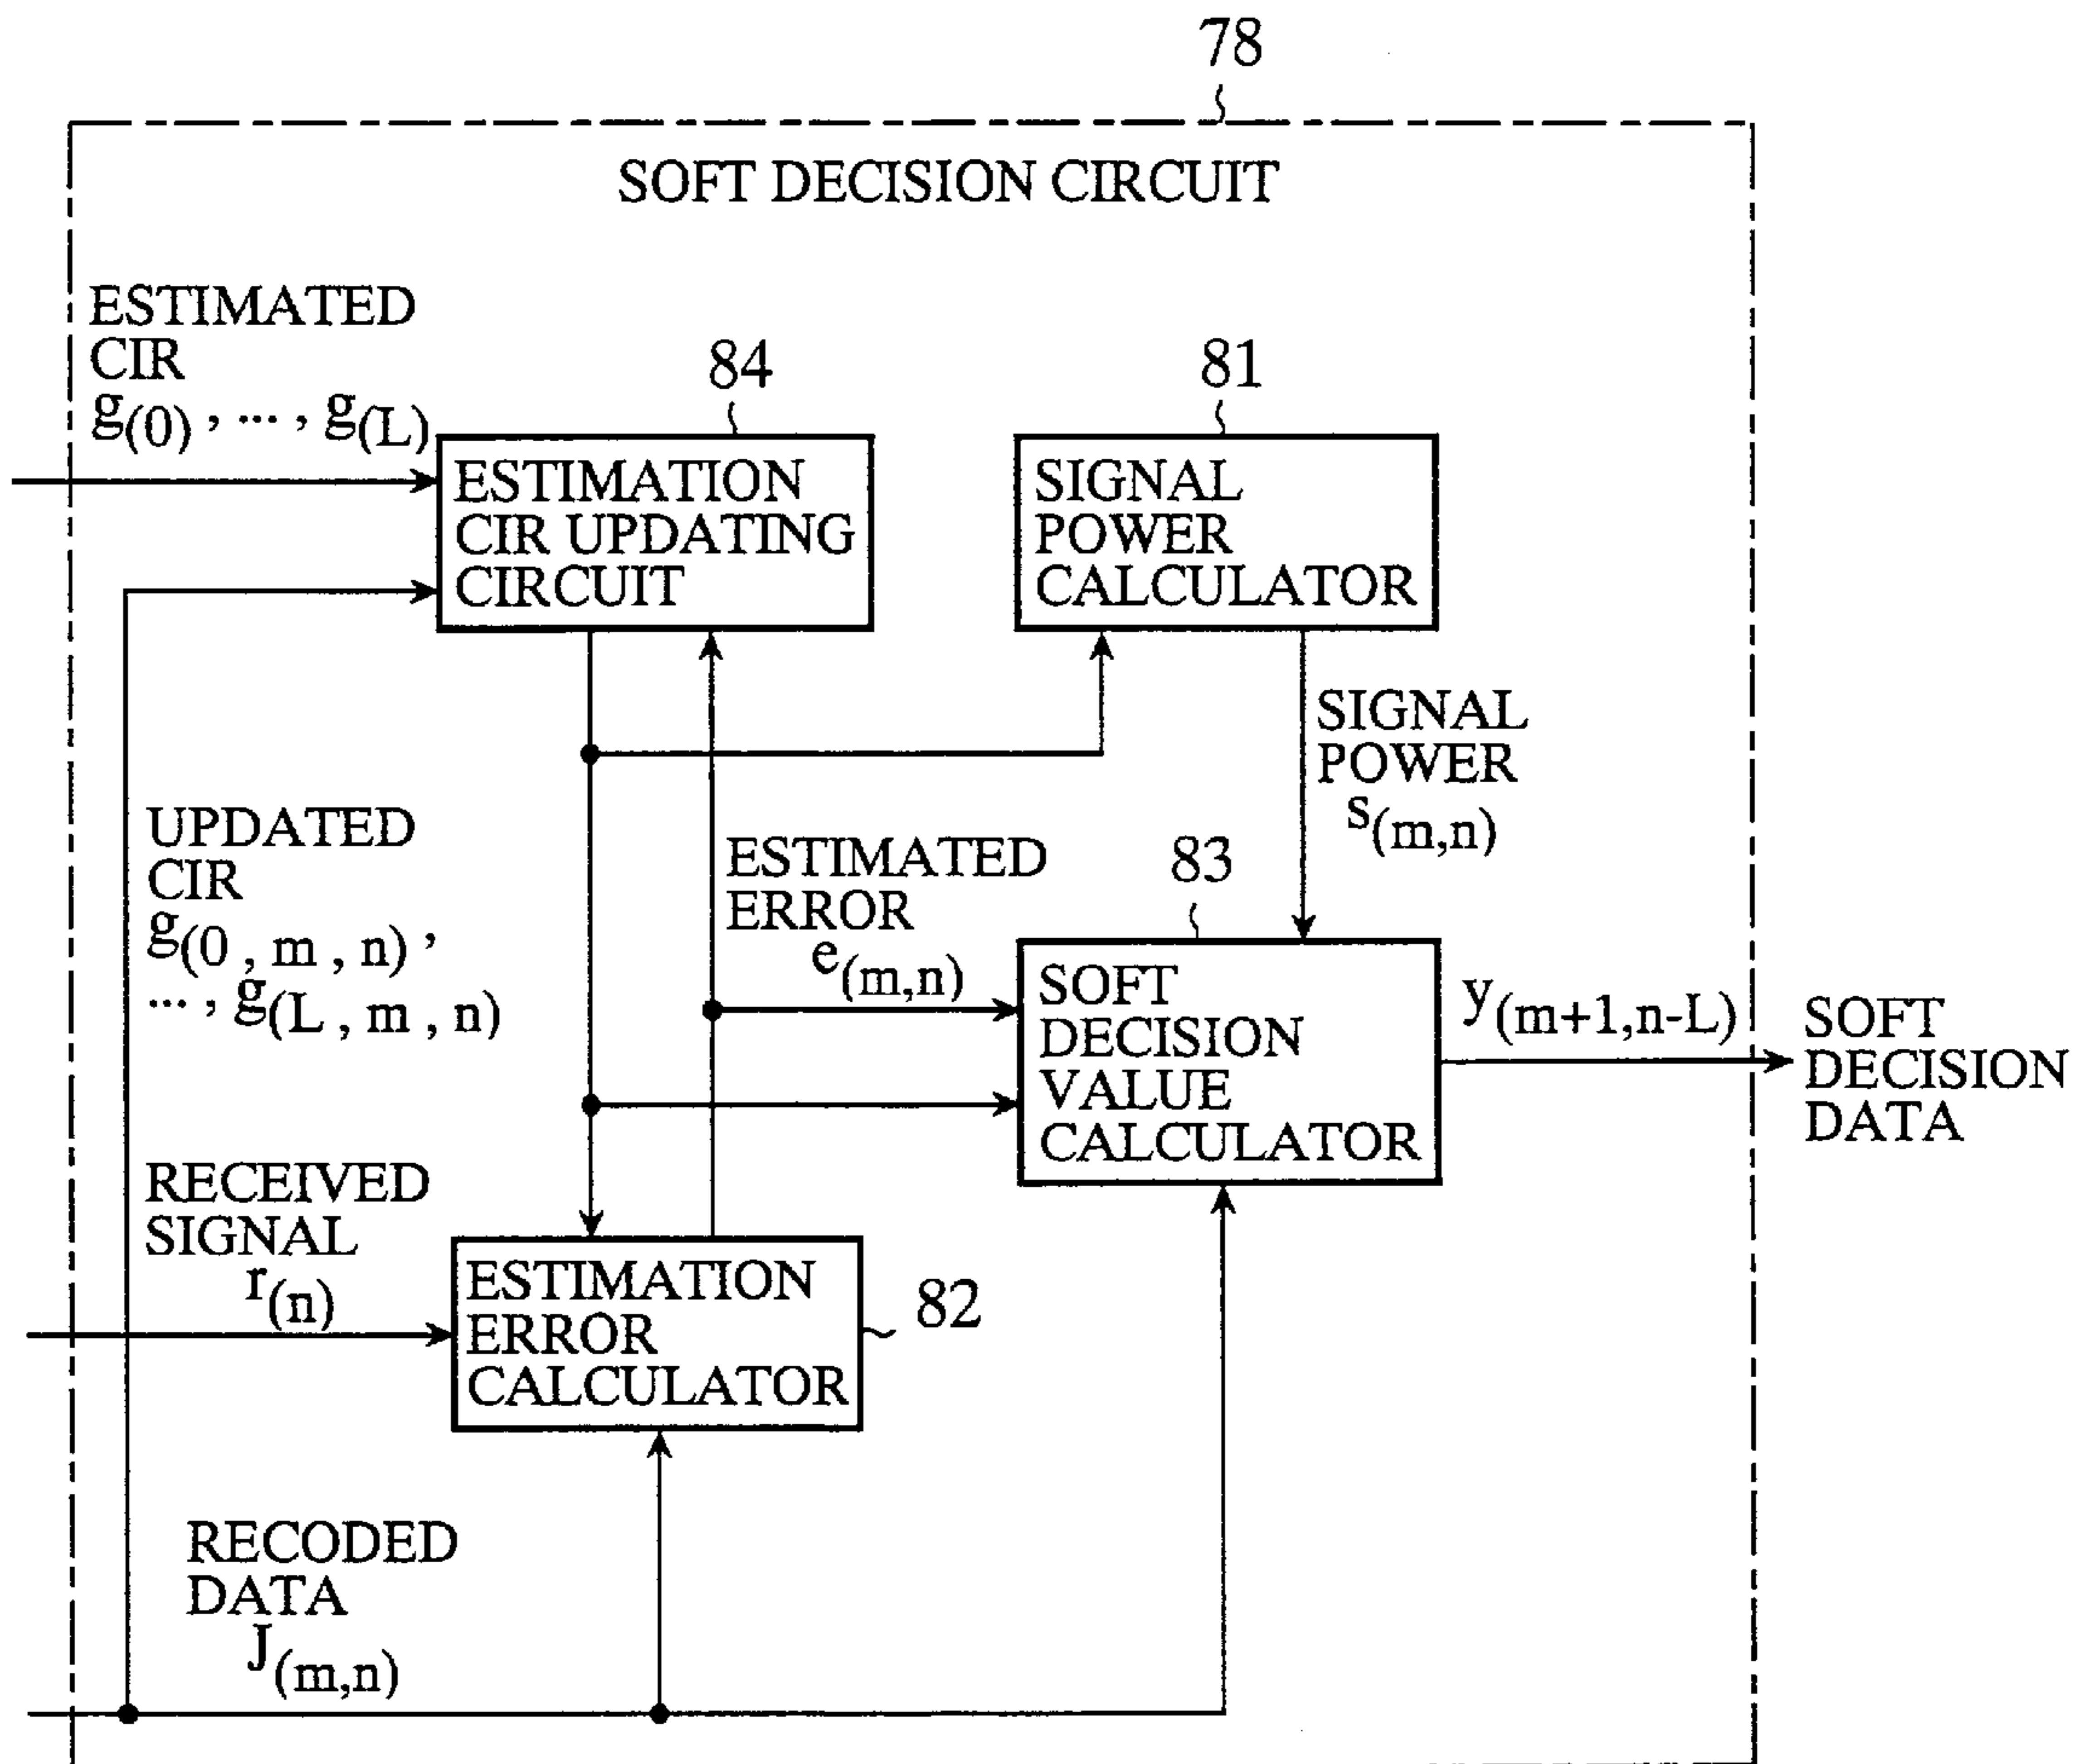 78
SOFT DECISION CIRCUIT
ESTIMATED
CIR
g(0) , ... , g(L)
84
ESTIMATION
CIR UPDATING
CIRCUIT
81
SIGNAL
POWER
CALCULATOR
SIGNAL
POWER
s(m,n)
UPDATED
CIR
g(0 , m , n) ,
... , g(L , m , n)
ESTIMATED
ERROR
e(m,n)
83
SOFT
DECISION
VALUE
CALCULATOR
y(m+1,n-L)
SOFT
DECISION
DATA
RECEIVED
SIGNAL
r(n)
ESTIMATION
ERROR
CALCULATOR
82
RECODED
DATA
J(m,n)